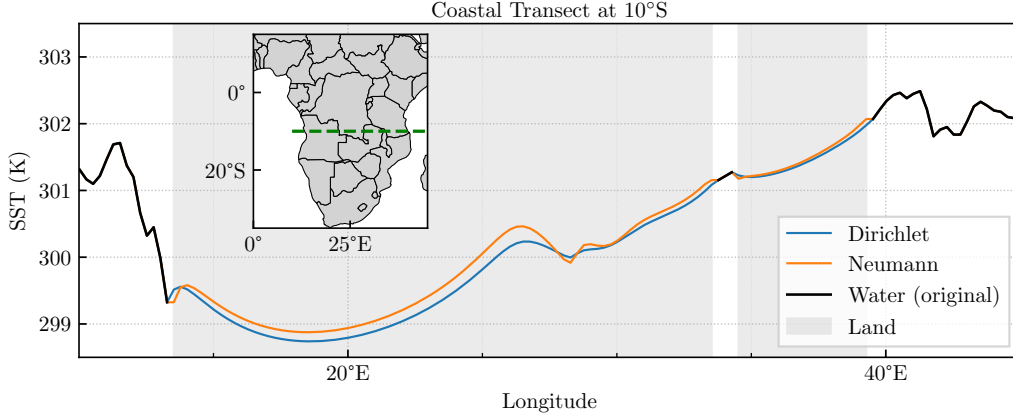 Coastal Transect at 10°S
SST (K)
303
302
301
300
299
0°
20°S
0°
25°E
Dirichlet
Neumann
Water (original)
Land
20°E
40°E
Longitude